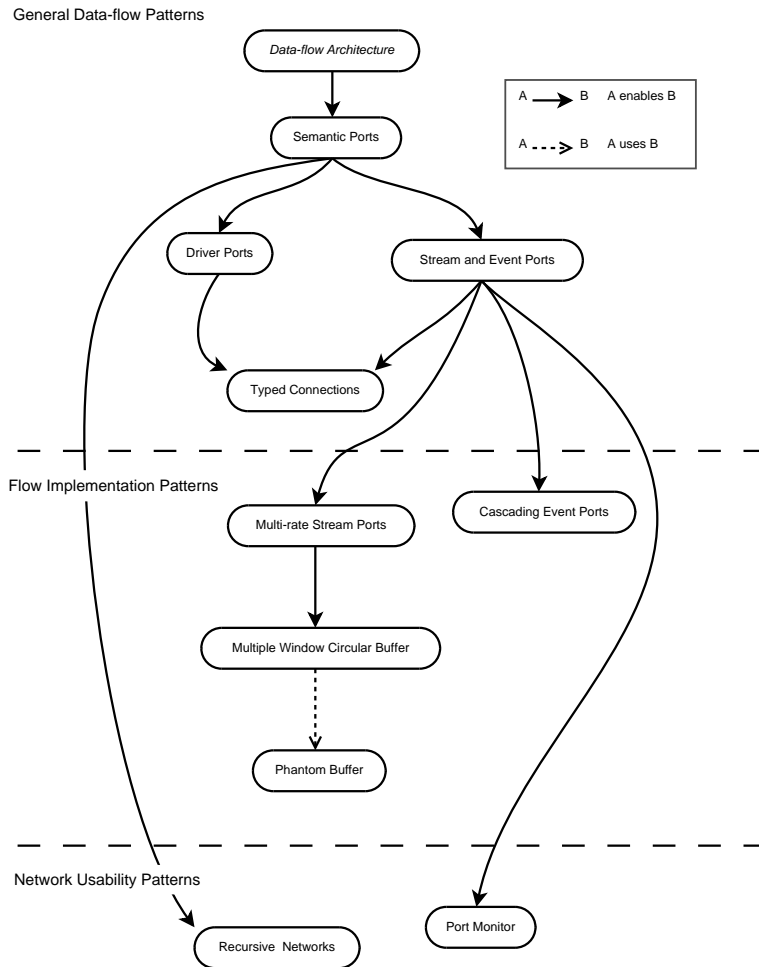 General Data-flow Patterns
Data-flow Architecture
A B A enables B
A B A uses B
Semantic Ports
Driver Ports
Stream and Event Ports
Typed Connections
Flow Implementation Patterns
Multi-rate Stream Ports
Cascading Event Ports
Multiple Window Circular Buffer
Phantom Buffer
Network Usability Patterns
Port Monitor
Recursive Networks